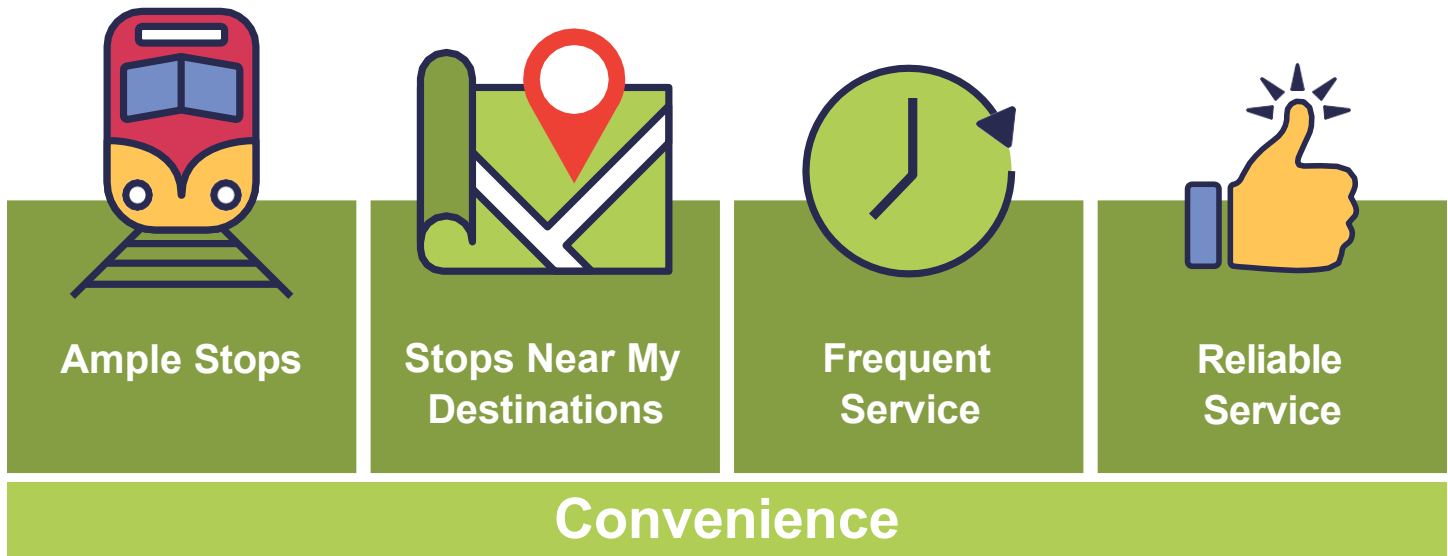 Ample Stops
Stops Near My
Destinations
Frequent
Service
Reliable
Service
Convenience